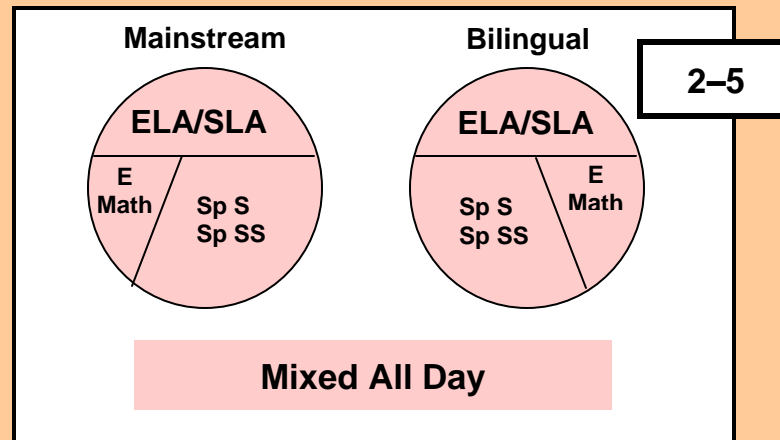 Mainstream
Bilingual
2–5
ELA/SLA
E
Math
Sp S
Sp SS
ELA/SLA
Sp S
Sp SS
E
Math
Mixed All Day